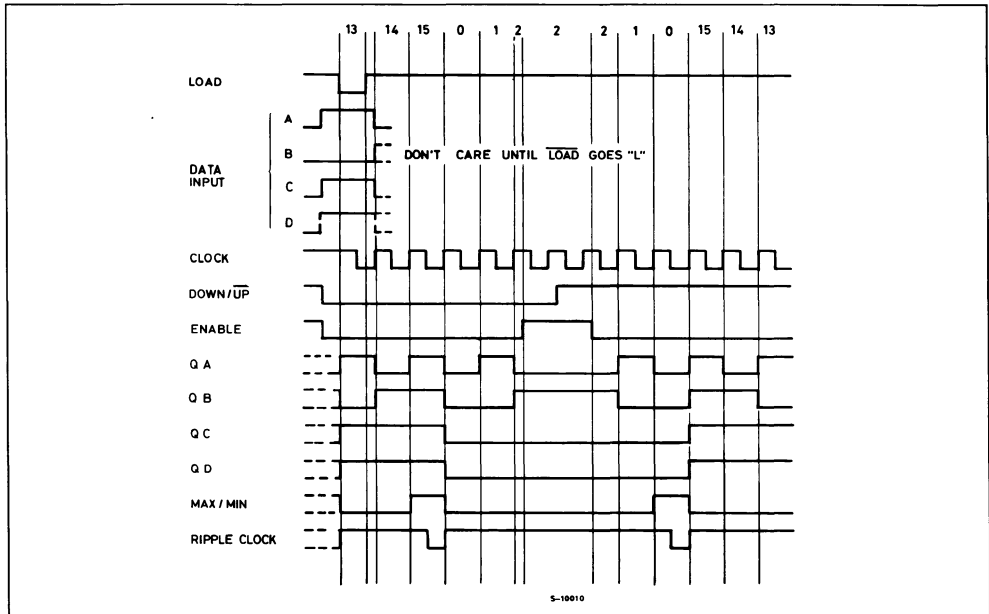 13 14 15 0 1 2 2 2 1 0 15 14 13
LOAD
A
B
DON'T CARE UNTIL LOAD GOES "L"
DATA
INPUT
C
D
CLOCK
DOWN/UP
ENABLE
Q A
Q B
Q C
Q D
MAX / MIN
RIPPLE CLOCK
S-10010